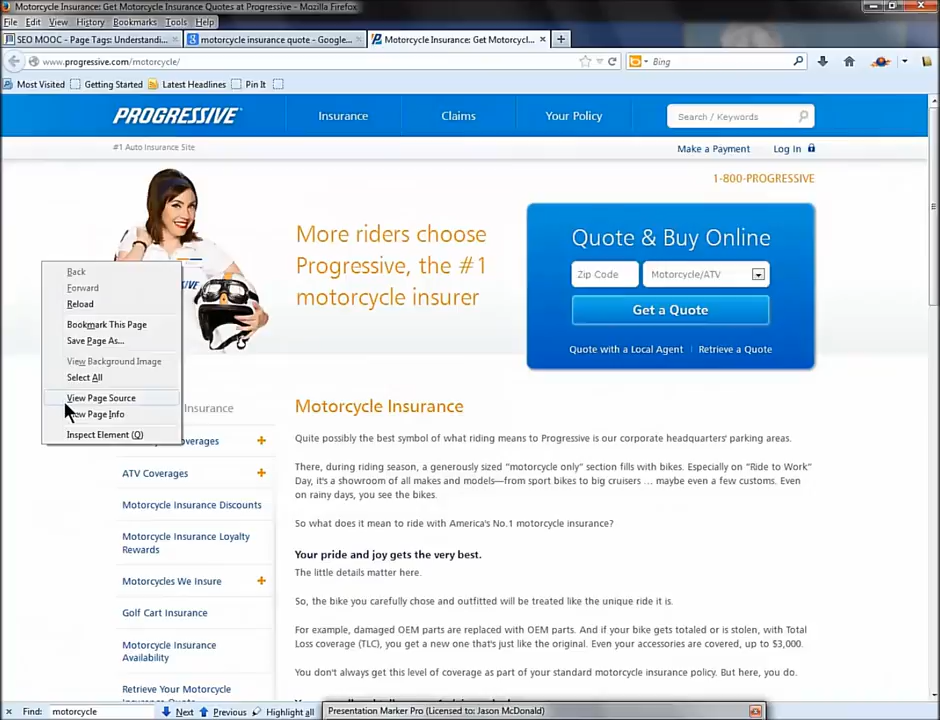 Motorcycle Insurance: Get Motorcycle Insurance Quotes at Progressive - Mozilla Firefox
File Edit View History Bookmarks Tools Help
SEO MOOC - Page Tags: Understandi...
motorcycle insurance quote - Google...
Motorcycle Insurance: Get Motorcycl...
www.progressive.com/motorcycle/
Bing
Most Visited Getting Started Latest Headlines Pin It
PROGRESSIVE
Insurance Claims Your Policy
Search / Keywords
#1 Auto Insurance Site
Make a Payment Log In
1-800-PROGRESSIVE
More riders choose
Progressive, the #1
motorcycle insurer
Quote & Buy Online
Zip Code Motorcycle/ATV
Get a Quote
Quote with a Local Agent | Retrieve a Quote
Back
Forward
Reload
Bookmark This Page
Save Page As...
View Background Image
Select All
View Page Source
Page Info
Inspect Element (Q)
Insurance
Coverages
ATV Coverages
Motorcycle Insurance Discounts
Motorcycle Insurance Loyalty
Rewards
Motorcycles We Insure
Golf Cart Insurance
Motorcycle Insurance
Availability
Retrieve Your Motorcycle
Motorcycle Insurance
Quite possibly the best symbol of what riding means to Progressive is our corporate headquarters' parking areas.
There, during riding season, a generously sized "motorcycle only" section fills with bikes. Especially on "Ride to Work"
Day, it's a showroom of all makes and models—from sport bikes to big cruisers ... maybe even a few customs. Even
on rainy days, you see the bikes.
So what does it mean to ride with America's No.1 motorcycle insurance?
Your pride and joy gets the very best.
The little details matter here.
So, the bike you carefully chose and outfitted will be treated like the unique ride it is.
For example, damaged OEM parts are replaced with OEM parts. And if your bike gets totaled or is stolen, with Total
Loss coverage (TLC), you get a new one that's just like the original. Even your accessories are covered, up to $3,000.
You don't always get this level of coverage as part of your standard motorcycle insurance policy. But here, you do.
Find: motorcycle Next Previous Highlight all
Presentation Marker Pro (Licensed to: Jason McDonald)